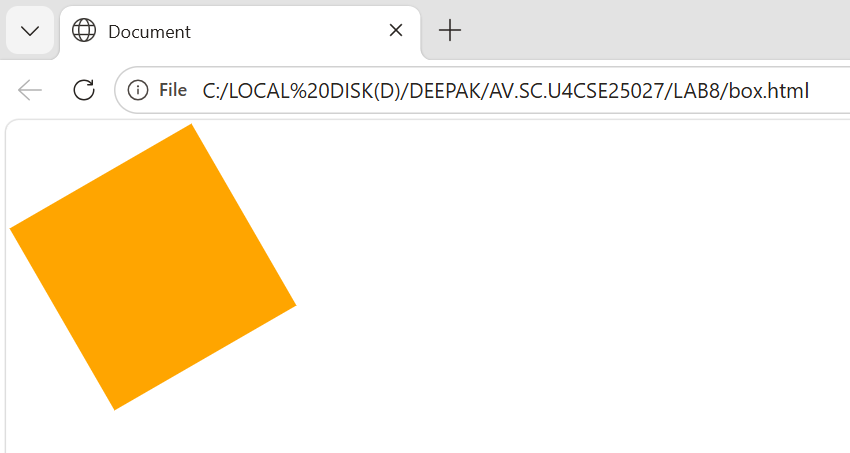 Document
File C:/LOCAL%20DISK(D)/DEEPAK/AV.SC.U4CSE25027/LAB8/box.html